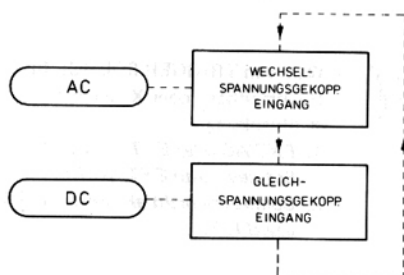 AC
WECHSEL-
SPANNUNGSGEKOPP
EINGANG
DC
GLEICH-
SPANNUNGSGEKOPP
EINGANG